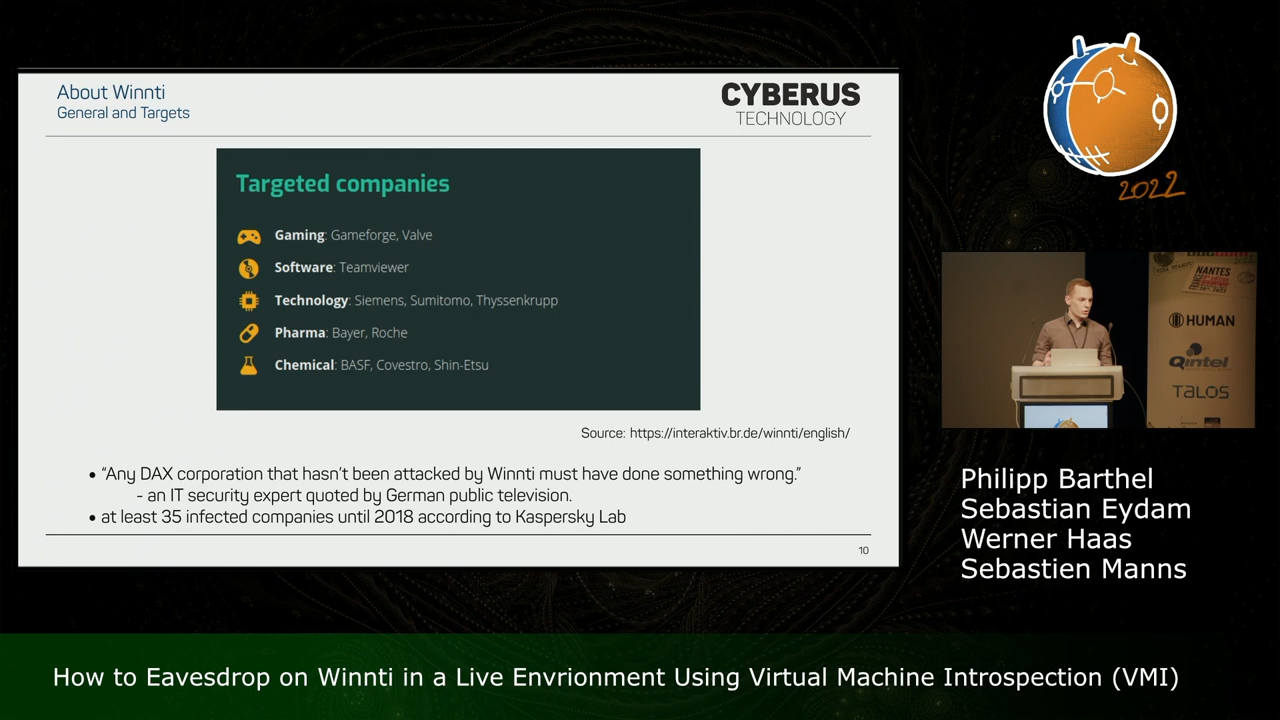 About Winnti
General and Targets
CYBERUS
TECHNOLOGY
Targeted companies
Gaming: Gameforge, Valve
Software: Teamviewer
Technology: Siemens, Sumitomo, Thyssenkrupp
Pharma: Bayer, Roche
Chemical: BASF, Covestro, Shin-Etsu
Source: https://interaktiv.br.de/winnti/english/
• “Any DAX corporation that hasn’t been attacked by Winnti must have done something wrong.”
- an IT security expert quoted by German public television.
• at least 35 infected companies until 2018 according to Kaspersky Lab
10
2022
NANTES
HUMAN
Qintel
TALOS
Philipp Barthel
Sebastian Eydam
Werner Haas
Sebastien Manns
How to Eavesdrop on Winnti in a Live Envrionment Using Virtual Machine Introspection (VMI)